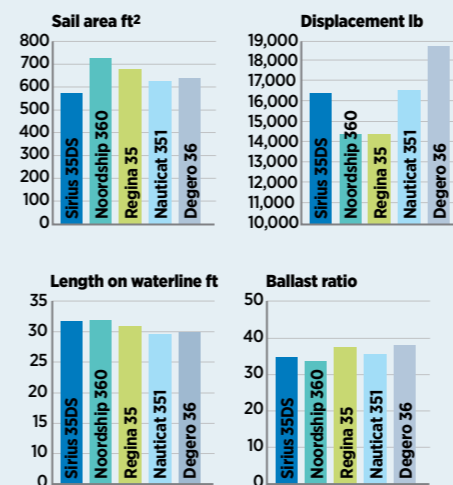 Sail area ft²
800
700
600
500
400
300
200
100
0
Sirius 35DS
Noordship 360
Regina 35
Nauticat 351
Degero 36
Displacement lb
19,000
18,000
17,000
16,000
15,000
14,000
13,000
12,000
11,000
10,000
Sirius 35DS
Noordship 360
Regina 35
Nauticat 351
Degero 36
Length on waterline ft
35
30
25
20
15
10
0
Sirius 35DS
Noordship 360
Regina 35
Nauticat 351
Degero 36
Ballast ratio
50
40
30
20
10
0
Sirius 35DS
Noordship 360
Regina 35
Nauticat 351
Degero 36